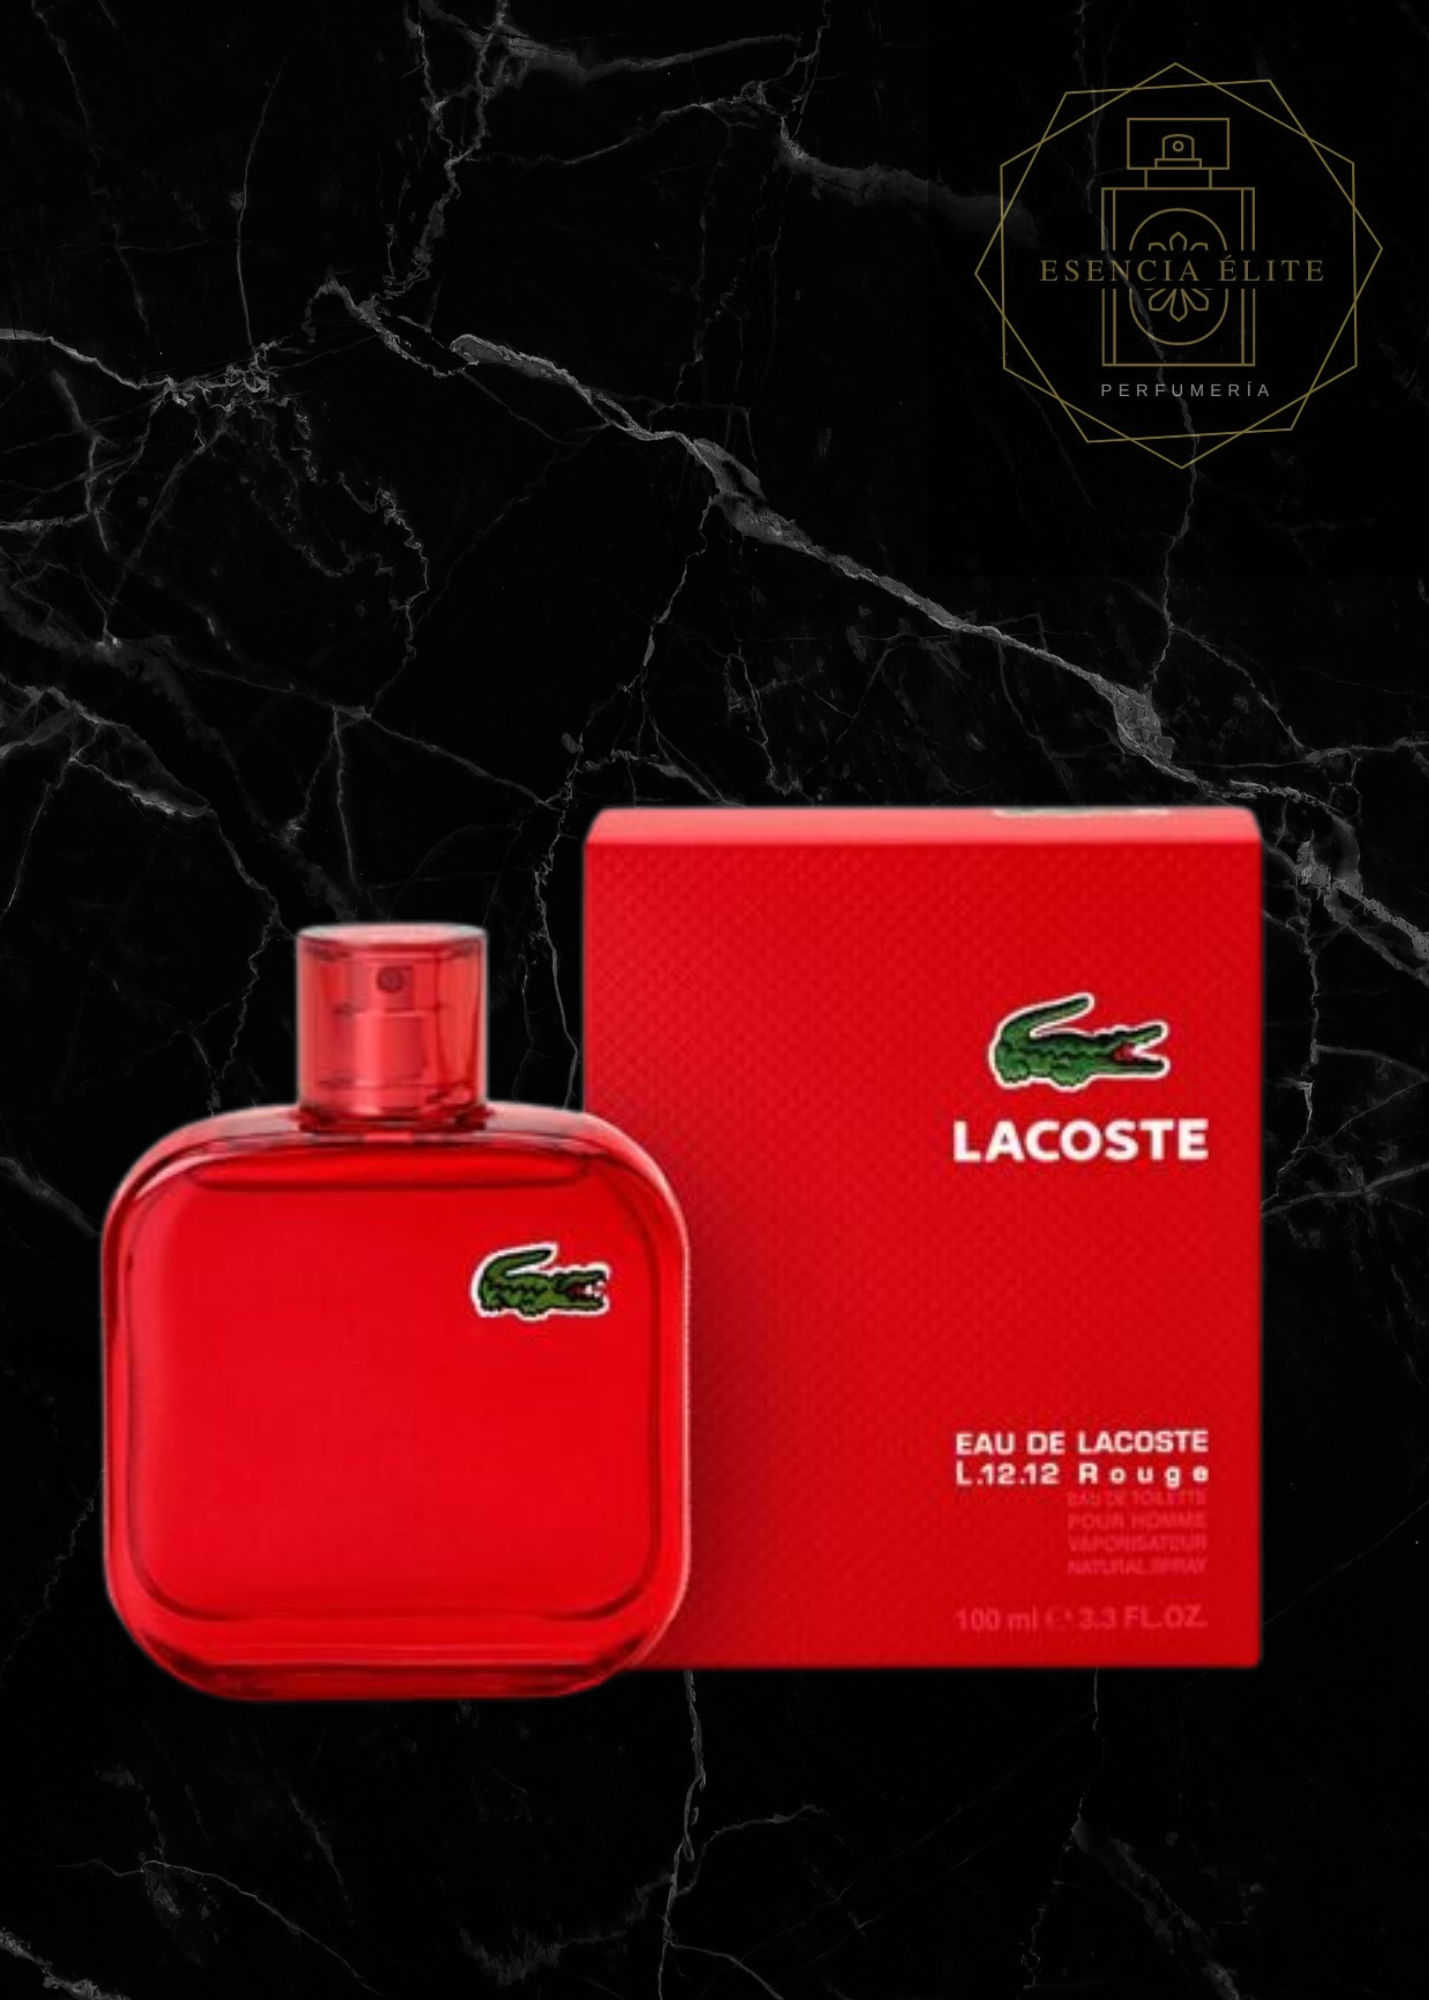 ESENCIA ÉLITE
PERFUMERÍA
LACOSTE
EAU DE LACOSTE
L.12.12 Rouge
EAU DE TOILETTE
POUR HOMME
VAPORISATEUR
NATURAL SPRAY
100 ml e 3.3 FL.OZ.